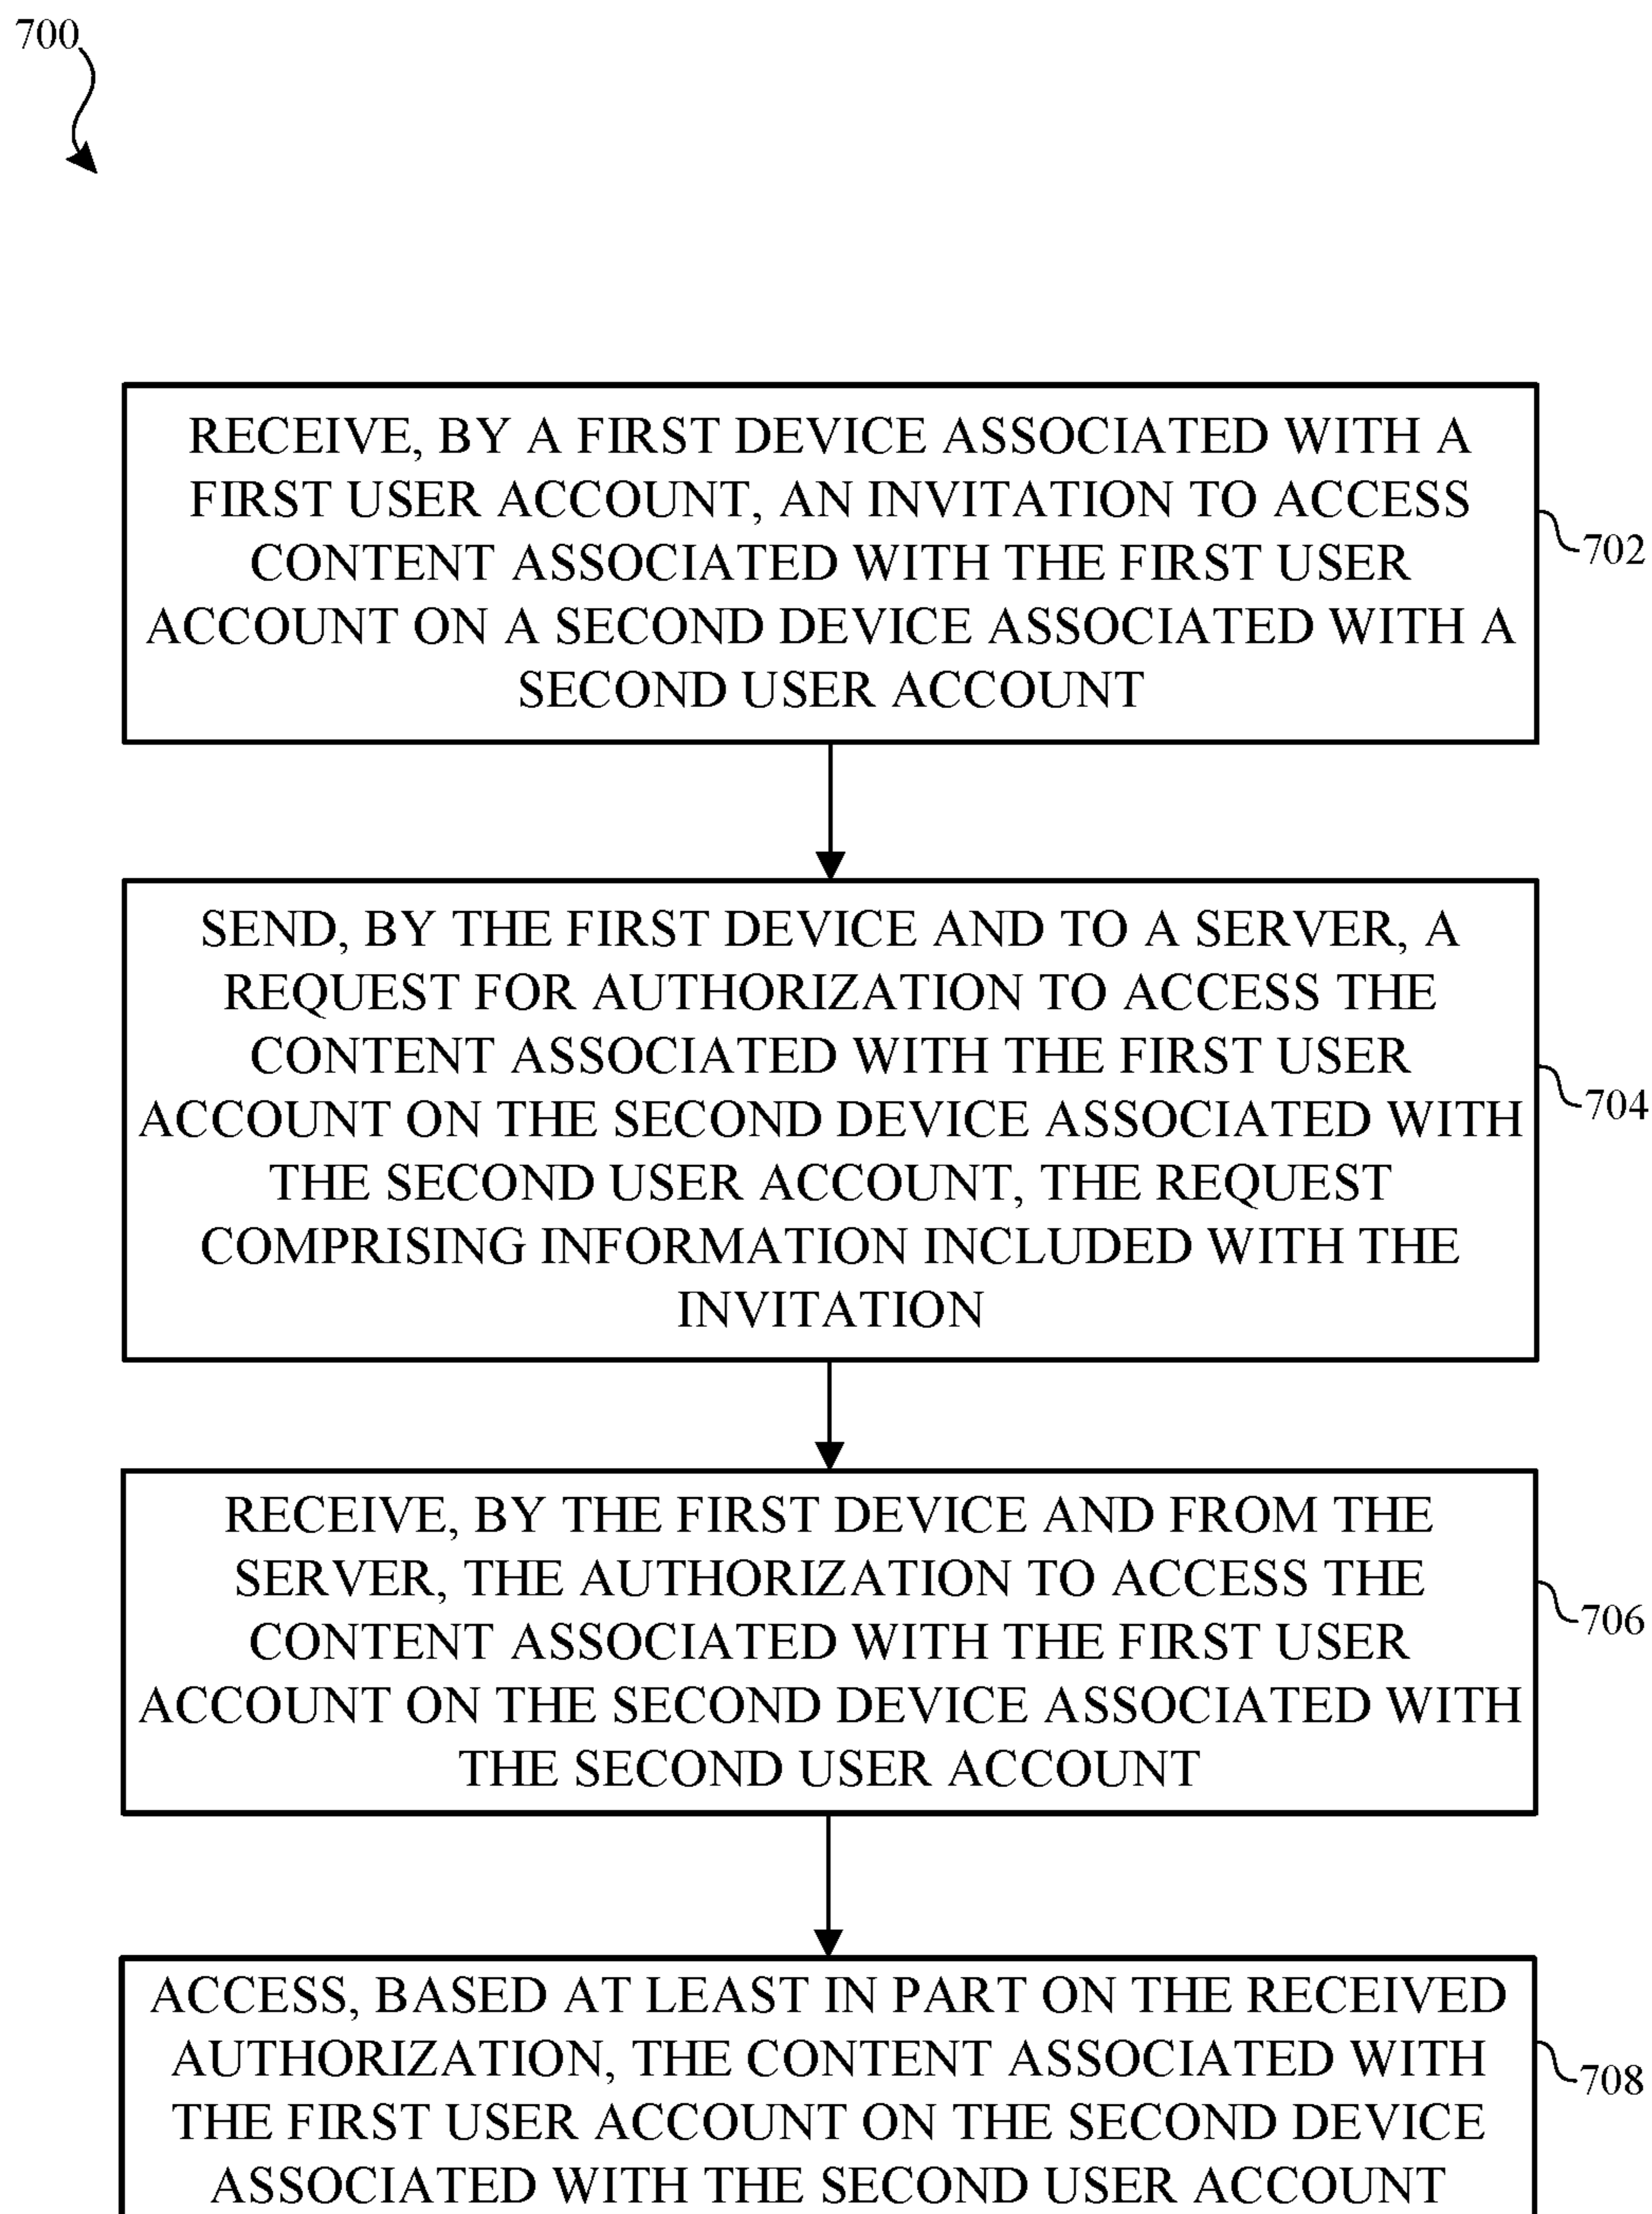 700
RECEIVE, BY A FIRST DEVICE ASSOCIATED WITH A
FIRST USER ACCOUNT, AN INVITATION TO ACCESS
CONTENT ASSOCIATED WITH THE FIRST USER
ACCOUNT ON A SECOND DEVICE ASSOCIATED WITH A
SECOND USER ACCOUNT
702
SEND, BY THE FIRST DEVICE AND TO A SERVER, A
REQUEST FOR AUTHORIZATION TO ACCESS THE
CONTENT ASSOCIATED WITH THE FIRST USER
ACCOUNT ON THE SECOND DEVICE ASSOCIATED WITH
THE SECOND USER ACCOUNT, THE REQUEST
COMPRISING INFORMATION INCLUDED WITH THE
INVITATION
704
RECEIVE, BY THE FIRST DEVICE AND FROM THE
SERVER, THE AUTHORIZATION TO ACCESS THE
CONTENT ASSOCIATED WITH THE FIRST USER
ACCOUNT ON THE SECOND DEVICE ASSOCIATED WITH
THE SECOND USER ACCOUNT
706
ACCESS, BASED AT LEAST IN PART ON THE RECEIVED
AUTHORIZATION, THE CONTENT ASSOCIATED WITH
THE FIRST USER ACCOUNT ON THE SECOND DEVICE
ASSOCIATED WITH THE SECOND USER ACCOUNT
708